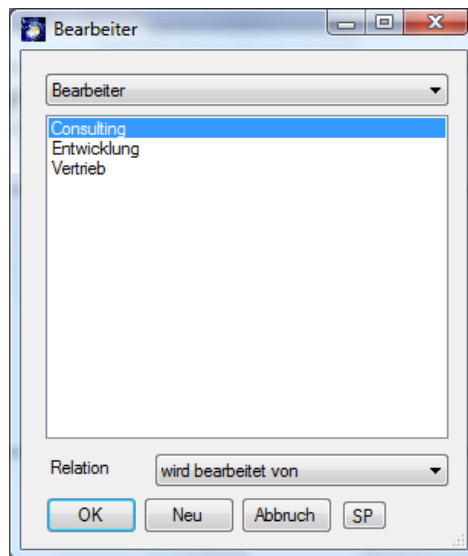 Bearbeiter
Bearbeiter
Consulting
Entwicklung
Vertrieb
Relation wird bearbeitet von
OK Neu Abbruch SP